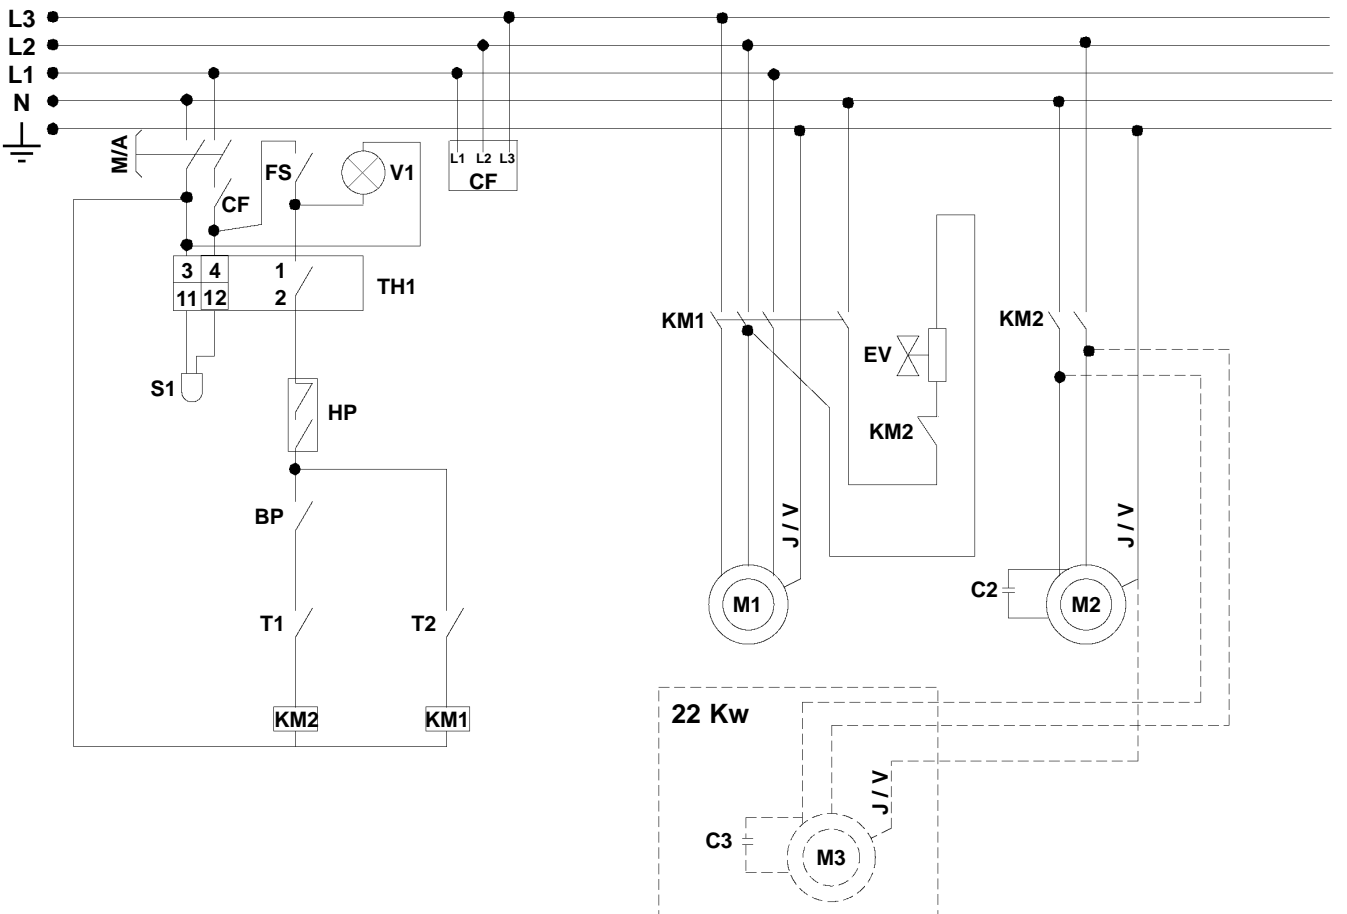 L3
L2
L1
N
M/A
FS
V1
L1 L2 L3
CF
CF
3 4 1
TH1
11 12 2
S1
HP
BP
T1
T2
KM2
KM1
KM1
EV
KM2
KM2
J / V
J / V
M1
C2
M2
22 Kw
J / V
C3
M3